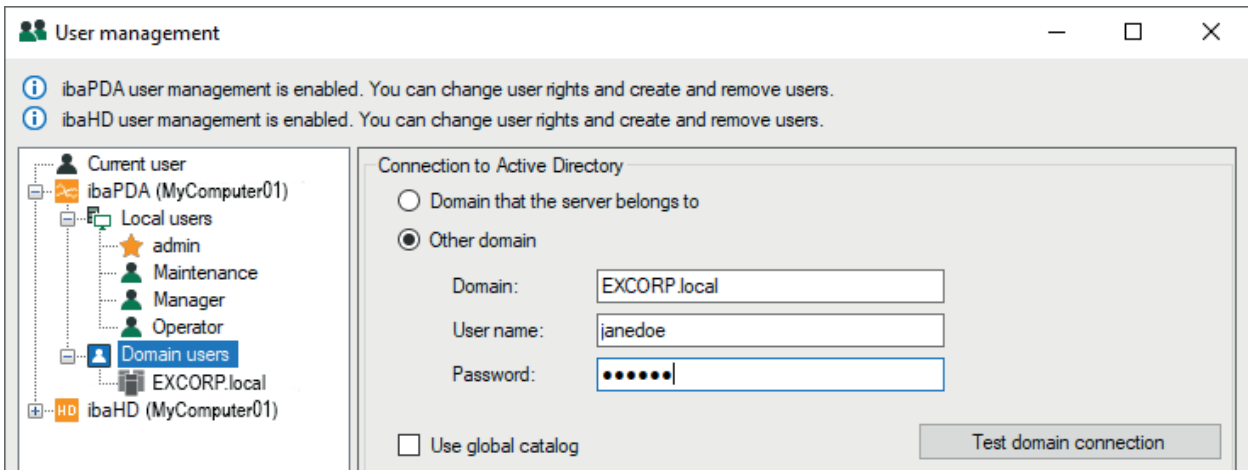 User management
ibaPDA user management is enabled. You can change user rights and create and remove users.
ibaHD user management is enabled. You can change user rights and create and remove users.
Current user
ibaPDA (MyComputer01)
Local users
admin
Maintenance
Manager
Operator
Domain users
EXCORP.local
HD ibaHD (MyComputer01)
Connection to Active Directory
Domain that the server belongs to
Other domain
Domain: EXCORP.local
User name: janedoe
Password: ●●●●●●
Use global catalog
Test domain connection